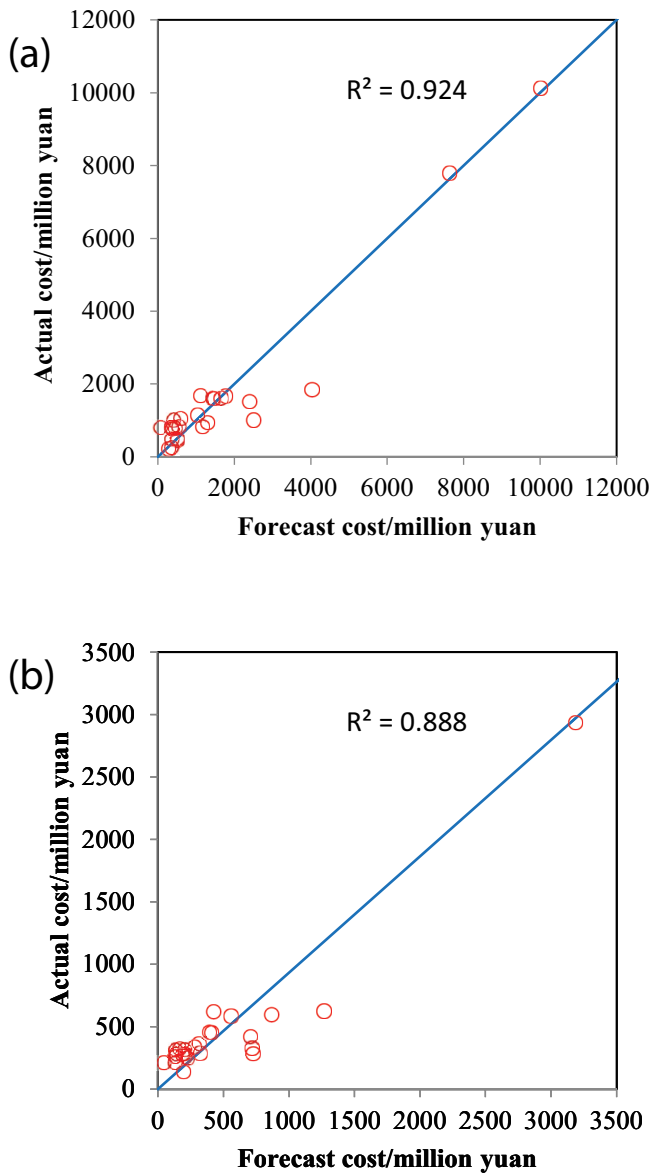 (a)
12000
10000
8000
6000
4000
2000
0
Actual cost/million yuan
R² = 0.924
0 2000 4000 6000 8000 10000 12000
Forecast cost/million yuan
(b)
3500
3000
2500
2000
1500
1000
500
0
Actual cost/million yuan
R² = 0.888
0 500 1000 1500 2000 2500 3000 3500
Forecast cost/million yuan